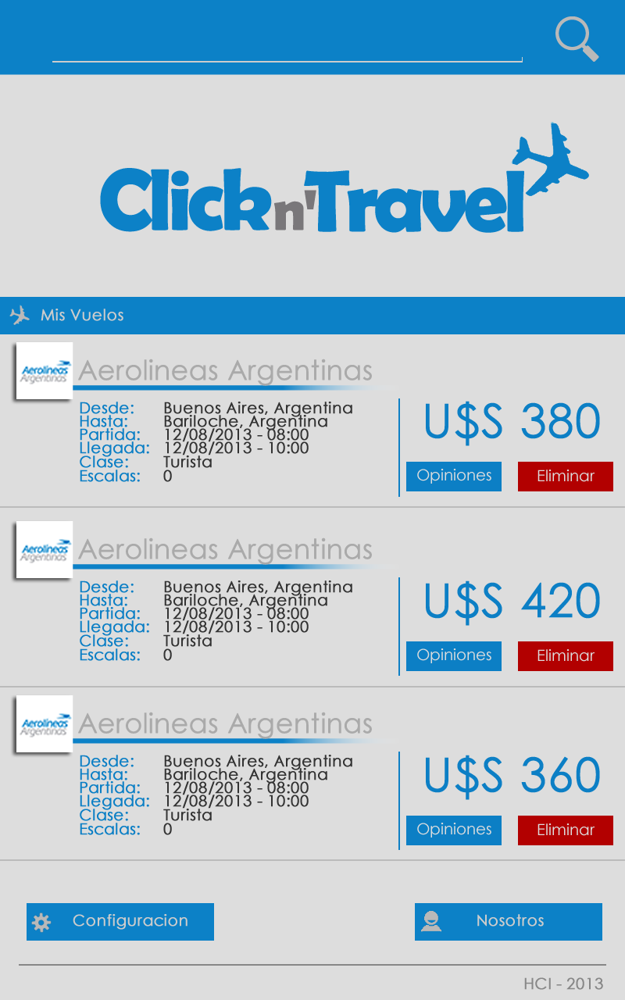 Click n' Travel
Mis Vuelos
Aerolineas Argentinas
Aerolineas Argentinas
Desde: Buenos Aires, Argentina
Hasta: Bariloche, Argentina
Partida: 12/08/2013 - 08:00
Llegada: 12/08/2013 - 10:00
Clase: Turista
Escalas: 0
U$S 380
Opiniones Eliminar
Aerolineas Argentinas
Aerolineas Argentinas
Desde: Buenos Aires, Argentina
Hasta: Bariloche, Argentina
Partida: 12/08/2013 - 08:00
Llegada: 12/08/2013 - 10:00
Clase: Turista
Escalas: 0
U$S 420
Opiniones Eliminar
Aerolineas Argentinas
Aerolineas Argentinas
Desde: Buenos Aires, Argentina
Hasta: Bariloche, Argentina
Partida: 12/08/2013 - 08:00
Llegada: 12/08/2013 - 10:00
Clase: Turista
Escalas: 0
U$S 360
Opiniones Eliminar
Configuracion Nosotros
HCI - 2013